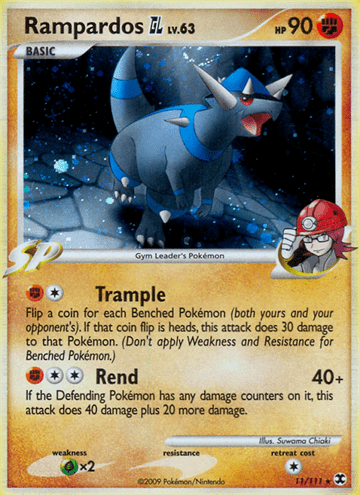 Rampardos GL LV.63 HP 90
BASIC
Gym Leader's Pokémon
SP
Trample
Flip a coin for each Benched Pokémon (both yours and your
opponent's). If that coin flip is heads, this attack does 30 damage
to that Pokémon. (Don't apply Weakness and Resistance for
Benched Pokémon.)
Rend 40+
If the Defending Pokémon has any damage counters on it, this
attack does 40 damage plus 20 more damage.
Illus. Suwama Chiaki
weakness resistance retreat cost
×2
©2009 Pokémon/Nintendo 11/111 ★